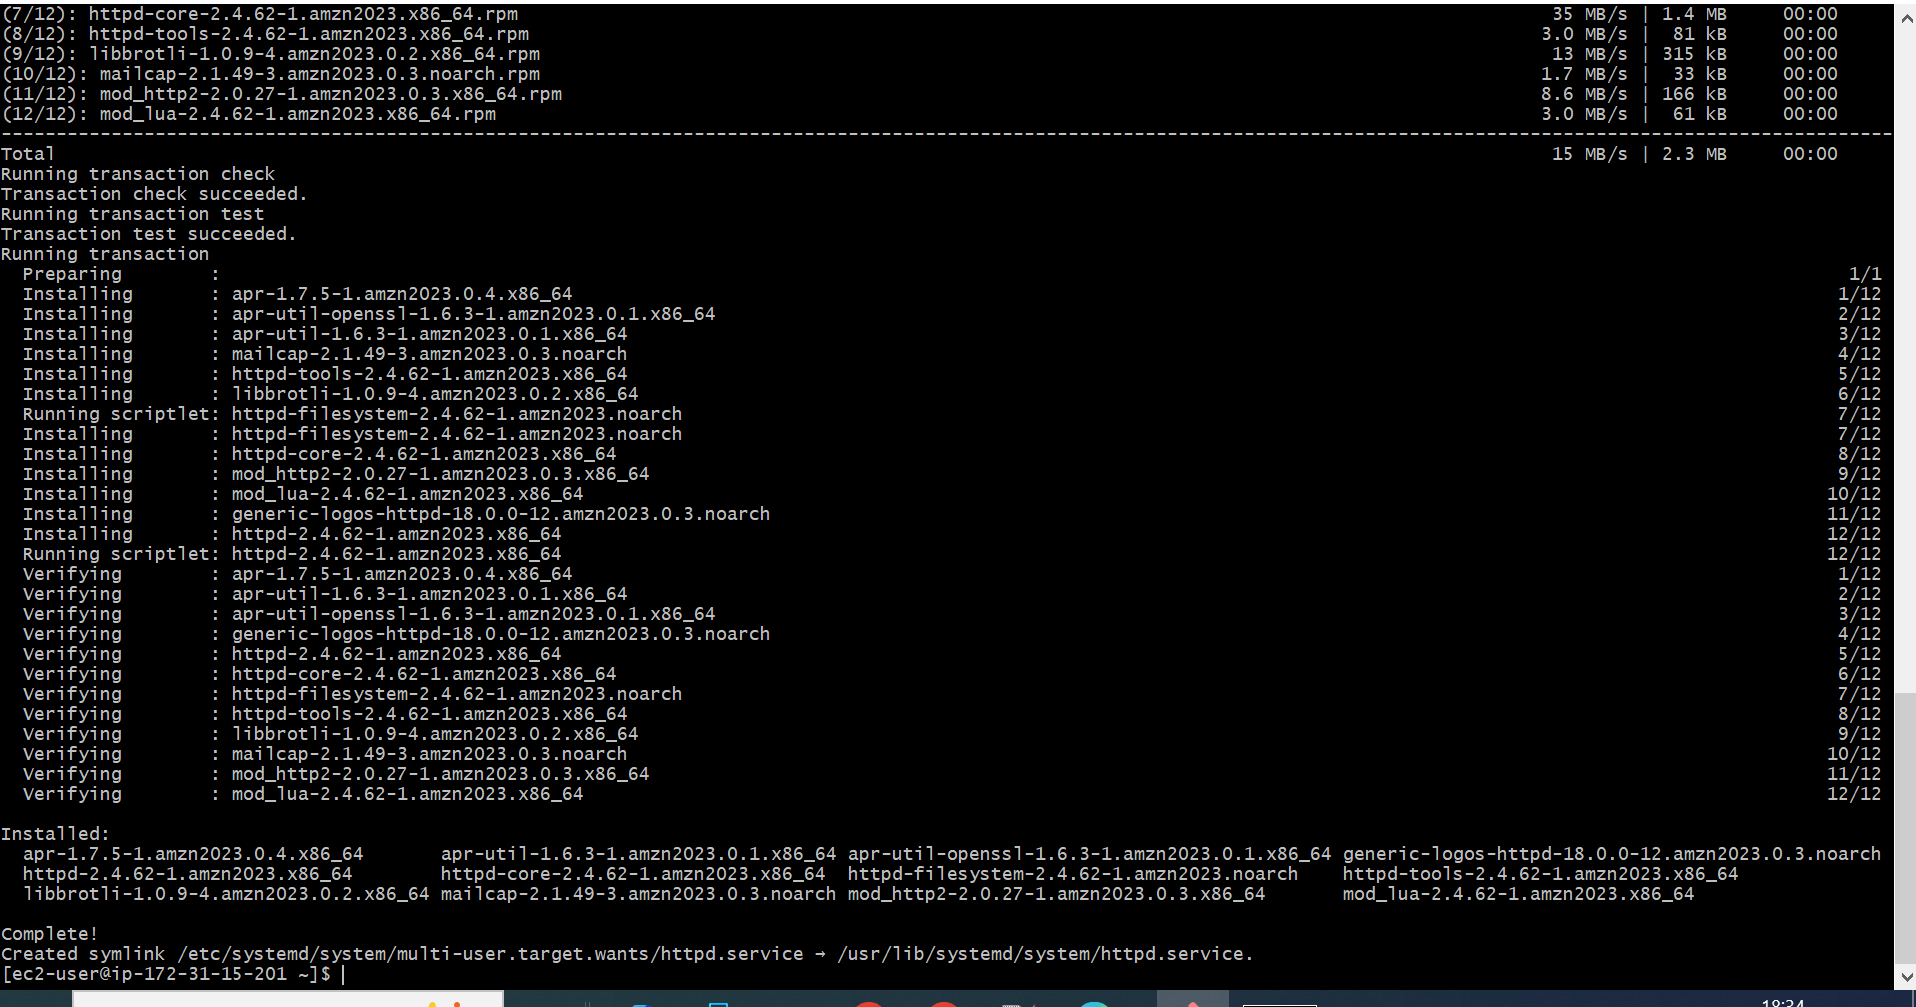 (7/12): httpd-core-2.4.62-1.amzn2023.x86_64.rpm 35 MB/s | 1.4 MB 00:00
(8/12): httpd-tools-2.4.62-1.amzn2023.x86_64.rpm 3.0 MB/s | 81 kB 00:00
(9/12): libbrotli-1.0.9-4.amzn2023.0.2.x86_64.rpm 13 MB/s | 315 kB 00:00
(10/12): mailcap-2.1.49-3.amzn2023.0.3.noarch.rpm 1.7 MB/s | 33 kB 00:00
(11/12): mod_http2-2.0.27-1.amzn2023.0.3.x86_64.rpm 8.6 MB/s | 166 kB 00:00
(12/12): mod_lua-2.4.62-1.amzn2023.x86_64.rpm 3.0 MB/s | 61 kB 00:00
--------------------------------------------------------------------------------
Total 15 MB/s | 2.3 MB 00:00
Running transaction check
Transaction check succeeded.
Running transaction test
Transaction test succeeded.
Running transaction
Preparing : 1/1
Installing : apr-1.7.5-1.amzn2023.0.4.x86_64 1/12
Installing : apr-util-openssl-1.6.3-1.amzn2023.0.1.x86_64 2/12
Installing : apr-util-1.6.3-1.amzn2023.0.1.x86_64 3/12
Installing : mailcap-2.1.49-3.amzn2023.0.3.noarch 4/12
Installing : httpd-tools-2.4.62-1.amzn2023.x86_64 5/12
Installing : libbrotli-1.0.9-4.amzn2023.0.2.x86_64 6/12
Running scriptlet: httpd-filesystem-2.4.62-1.amzn2023.noarch 7/12
Installing : httpd-filesystem-2.4.62-1.amzn2023.noarch 7/12
Installing : httpd-core-2.4.62-1.amzn2023.x86_64 8/12
Installing : mod_http2-2.0.27-1.amzn2023.0.3.x86_64 9/12
Installing : mod_lua-2.4.62-1.amzn2023.x86_64 10/12
Installing : generic-logos-httpd-18.0.0-12.amzn2023.0.3.noarch 11/12
Installing : httpd-2.4.62-1.amzn2023.x86_64 12/12
Running scriptlet: httpd-2.4.62-1.amzn2023.x86_64 12/12
Verifying : apr-1.7.5-1.amzn2023.0.4.x86_64 1/12
Verifying : apr-util-1.6.3-1.amzn2023.0.1.x86_64 2/12
Verifying : apr-util-openssl-1.6.3-1.amzn2023.0.1.x86_64 3/12
Verifying : generic-logos-httpd-18.0.0-12.amzn2023.0.3.noarch 4/12
Verifying : httpd-2.4.62-1.amzn2023.x86_64 5/12
Verifying : httpd-core-2.4.62-1.amzn2023.x86_64 6/12
Verifying : httpd-filesystem-2.4.62-1.amzn2023.noarch 7/12
Verifying : httpd-tools-2.4.62-1.amzn2023.x86_64 8/12
Verifying : libbrotli-1.0.9-4.amzn2023.0.2.x86_64 9/12
Verifying : mailcap-2.1.49-3.amzn2023.0.3.noarch 10/12
Verifying : mod_http2-2.0.27-1.amzn2023.0.3.x86_64 11/12
Verifying : mod_lua-2.4.62-1.amzn2023.x86_64 12/12
Installed:
apr-1.7.5-1.amzn2023.0.4.x86_64 apr-util-1.6.3-1.amzn2023.0.1.x86_64 apr-util-openssl-1.6.3-1.amzn2023.0.1.x86_64 generic-logos-httpd-18.0.0-12.amzn2023.0.3.noarch
httpd-2.4.62-1.amzn2023.x86_64 httpd-core-2.4.62-1.amzn2023.x86_64 httpd-filesystem-2.4.62-1.amzn2023.noarch httpd-tools-2.4.62-1.amzn2023.x86_64
libbrotli-1.0.9-4.amzn2023.0.2.x86_64 mailcap-2.1.49-3.amzn2023.0.3.noarch mod_http2-2.0.27-1.amzn2023.0.3.x86_64 mod_lua-2.4.62-1.amzn2023.x86_64
Complete!
Created symlink /etc/systemd/system/multi-user.target.wants/httpd.service → /usr/lib/systemd/system/httpd.service.
[ec2-user@ip-172-31-15-201 ~]$
18:34